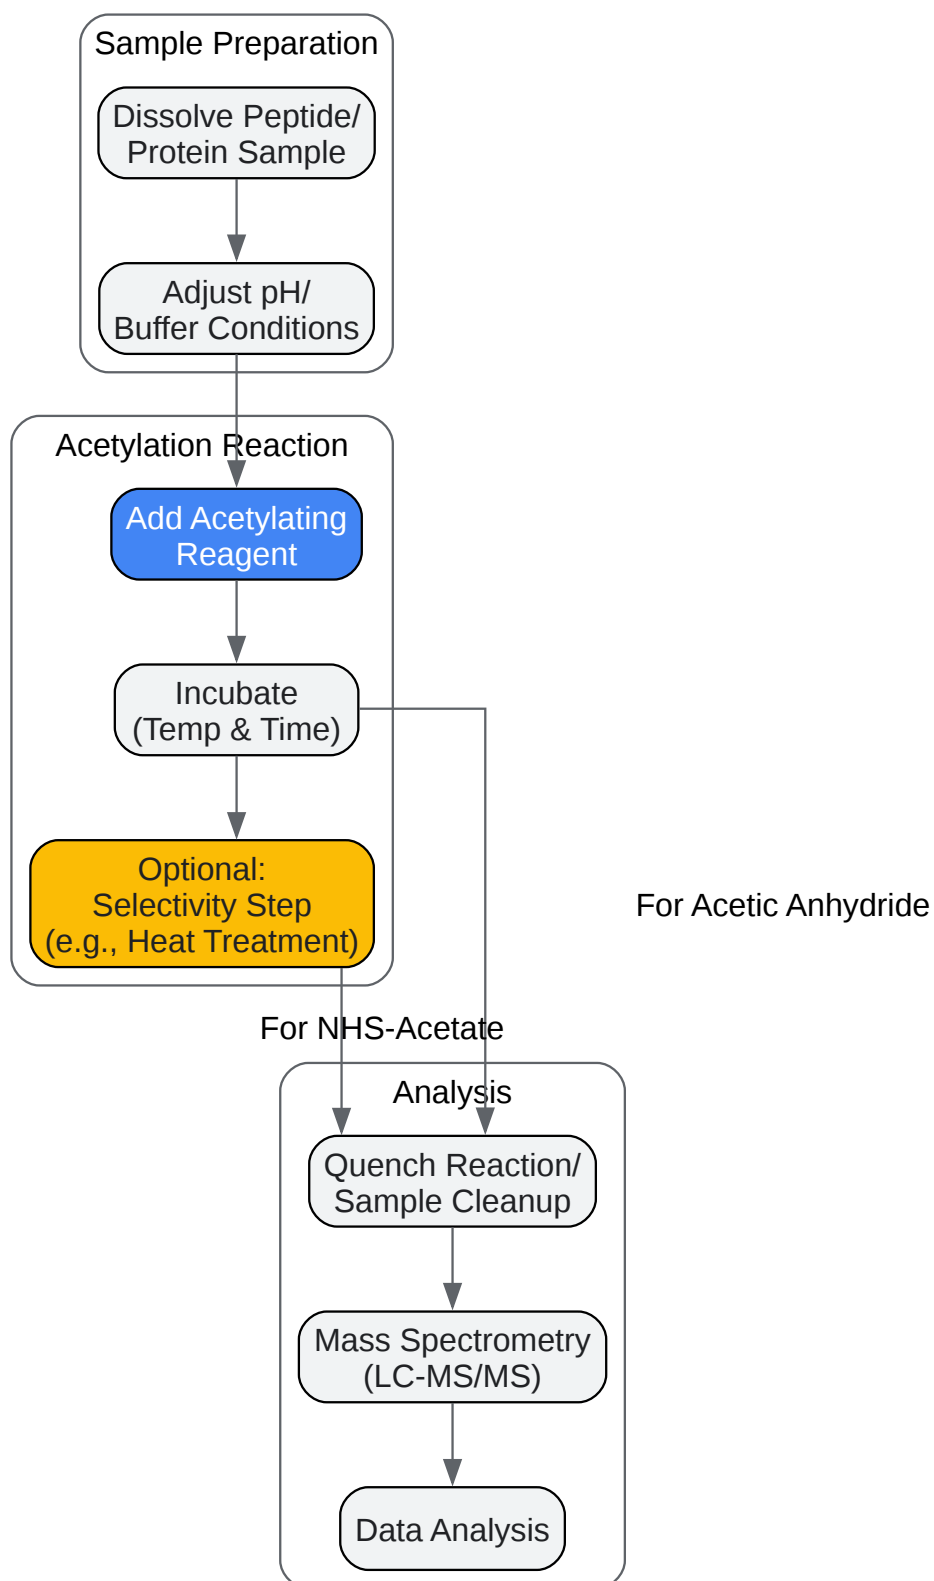 Sample Preparation
Dissolve Peptide/
Protein Sample
Adjust pH/
Buffer Conditions
Acetylation Reaction
Add Acetylating
Reagent
Incubate
(Temp & Time)
Optional:
Selectivity Step
(e.g., Heat Treatment)
For Acetic Anhydride
For NHS-Acetate
Analysis
Quench Reaction/
Sample Cleanup
Mass Spectrometry
(LC-MS/MS)
Data Analysis